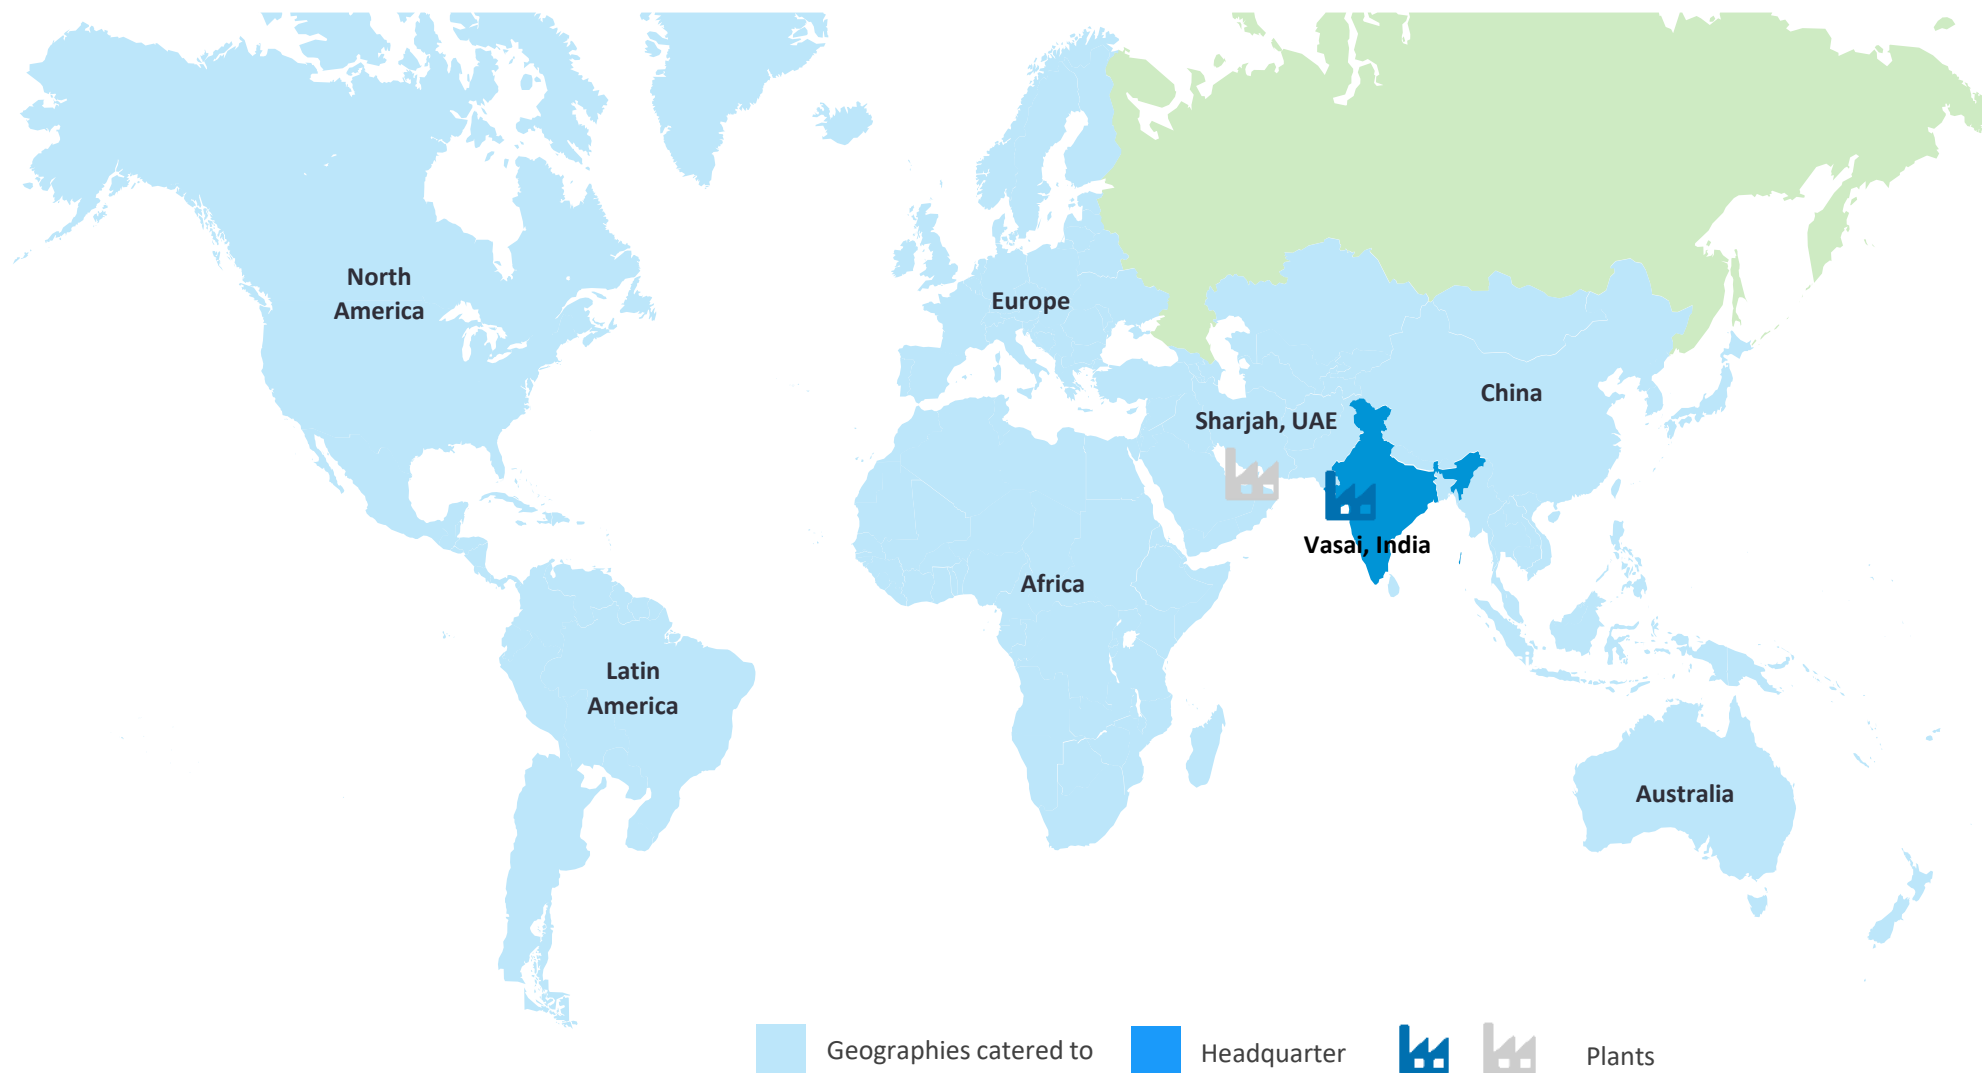 North
America
Europe
China
Sharjah, UAE
Vasai, India
Africa
Latin
America
Australia
Geographies catered to
Headquarter
Plants